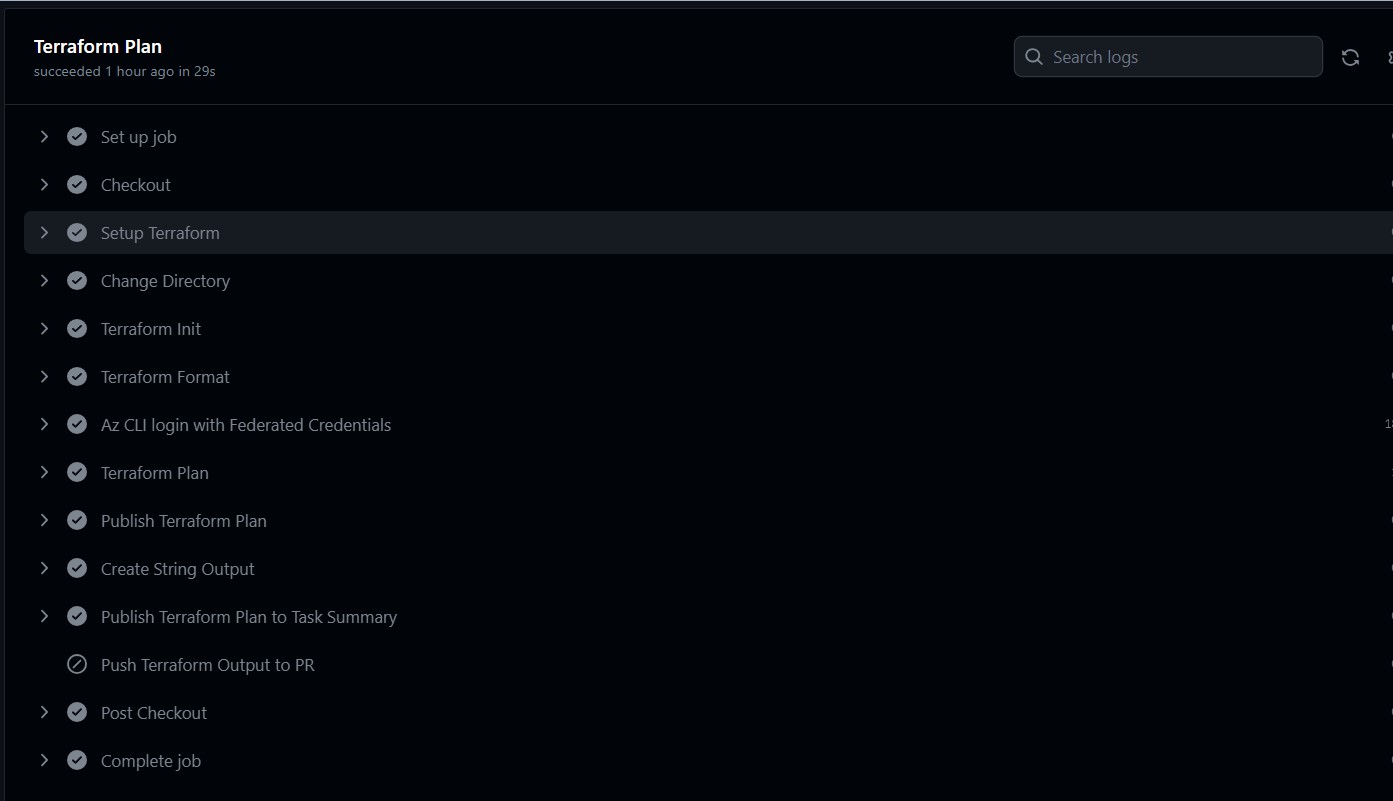 Terraform Plan
succeeded 1 hour ago in 29s
Search logs
Set up job
Checkout
Setup Terraform
Change Directory
Terraform Init
Terraform Format
Az CLI login with Federated Credentials
Terraform Plan
Publish Terraform Plan
Create String Output
Publish Terraform Plan to Task Summary
Push Terraform Output to PR
Post Checkout
Complete job